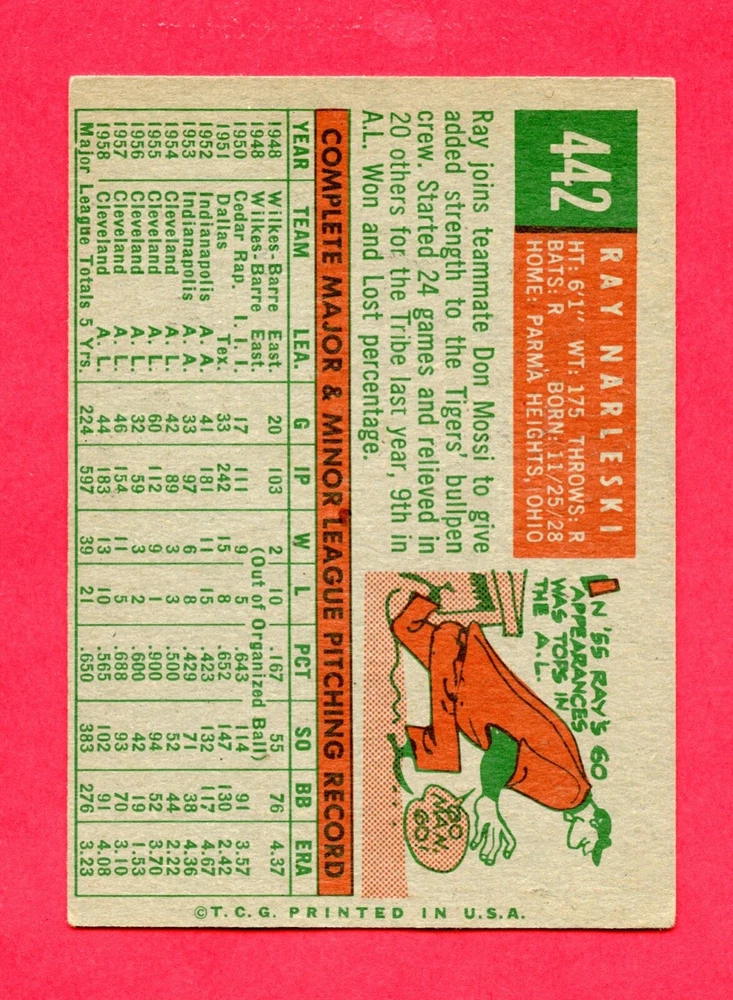 442
RAY NARLESKI
HT: 6'1" WT: 175 THROWS: R
BATS: R BORN: 11/25/28
HOME: PARMA HEIGHTS, OHIO
Ray joins teammate Don Mossi to give
added strength to the Tigers' bullpen
crew. Started 24 games and relieved in
20 others for the Tribe last year, 9th in
A.L. Won and Lost percentage.
IN '55 RAY'S 60
APPEARANCES
WAS TOPS IN
THE A.L.
GO
MAN
GO!
COMPLETE MAJOR & MINOR LEAGUE PITCHING RECORD
YEAR TEAM LEA. G IP W L PCT SO BB ERA
1948 Wilkes-Barre East. 20 103 2 10 .167 55 76 4.37
1948 Wilkes-Barre East. (Out of Organized Ball)
1950 Cedar Rap. I. I. I. 17 111 9 5 .643 114 91 3.57
1951 Dallas Tex. 33 242 15 8 .652 147 130 2.42
1952 Indianapolis A. A. 41 181 11 15 .423 132 117 4.67
1953 Indianapolis A. A. 33 97 6 8 .429 71 38 4.36
1954 Cleveland A. L. 42 89 3 3 .500 52 44 2.22
1955 Cleveland A. L. 60 112 9 1 .900 94 52 3.70
1956 Cleveland A. L. 32 59 3 2 .600 42 19 1.53
1957 Cleveland A. L. 46 154 11 5 .688 93 70 3.10
1958 Cleveland A. L. 44 183 13 10 .565 102 91 4.08
Major League Totals 5 Yrs. 224 597 39 21 .650 383 276 3.23
©T.C.G. PRINTED IN U.S.A.